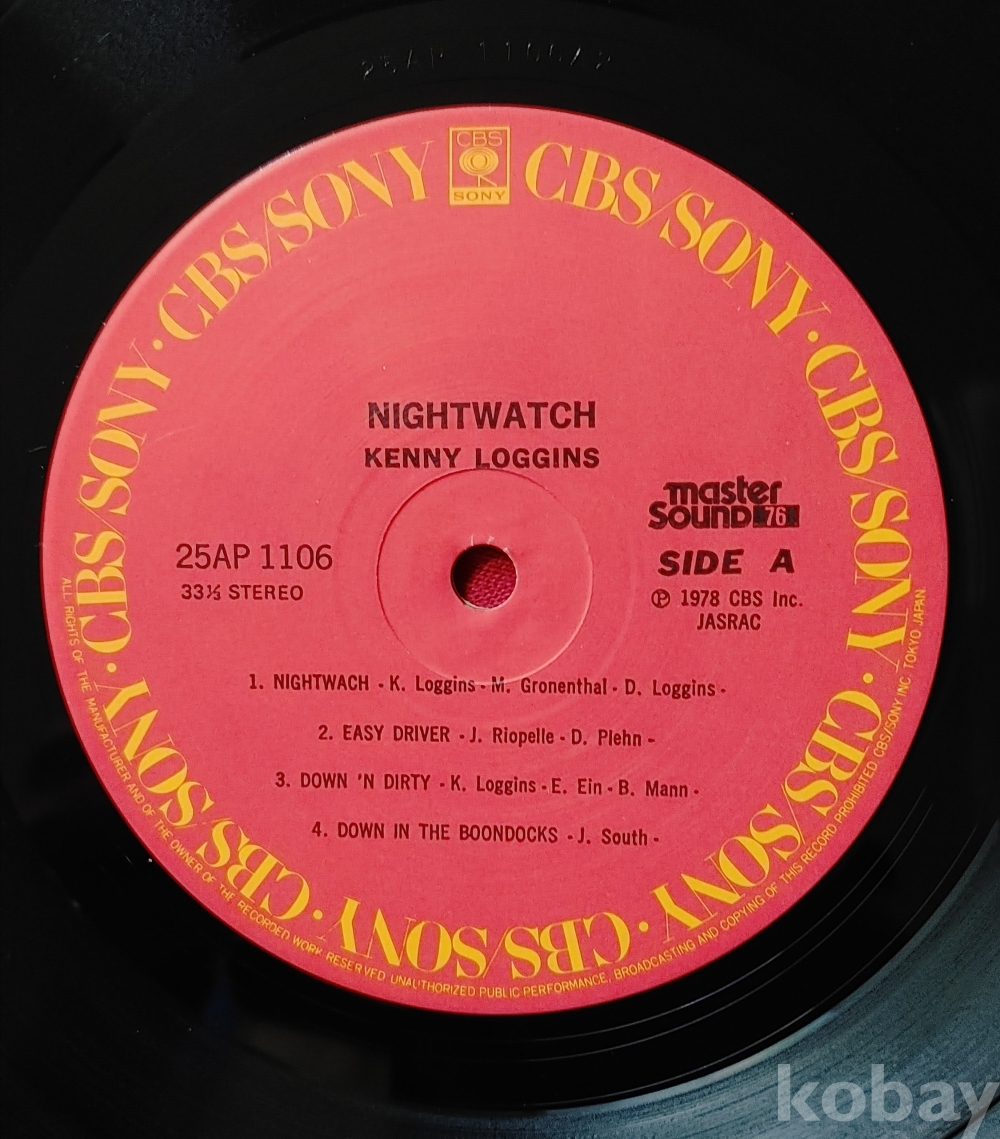 25AP 1106A2
CBS
SONY
CBS/SONY · CBS/SONY · CBS/SONY · CBS/SONY · CBS/SONY · CBS/SONY · CBS/SONY · CBS/SONY · CBS/SONY
NIGHTWATCH
KENNY LOGGINS
master
Sound 76
25AP 1106
SIDE A
33⅓ STEREO
Ⓟ 1978 CBS Inc.
JASRAC
1. NIGHTWACH - K. Loggins - M. Gronenthal - D. Loggins -
2. EASY DRIVER - J. Riopelle - D. Plehn -
3. DOWN 'N DIRTY - K. Loggins - E. Ein - B. Mann -
4. DOWN IN THE BOONDOCKS - J. South -
ALL RIGHTS OF THE MANUFACTURER AND OF THE OWNER OF THE RECORDED WORK RESERVED UNAUTHORIZED PUBLIC PERFORMANCE, BROADCASTING AND COPYING OF THIS RECORD PROHIBITED CBS/SONY INC. TOKYO JAPAN
kobay